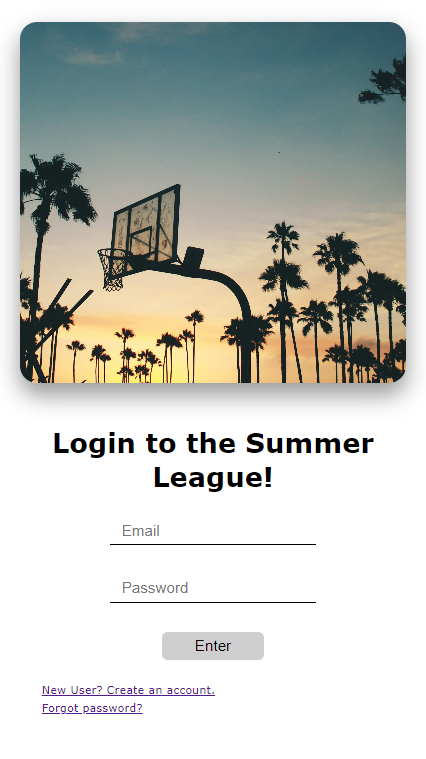 Login to the Summer
League!
Email
Password
Enter
New User? Create an account.
Forgot password?